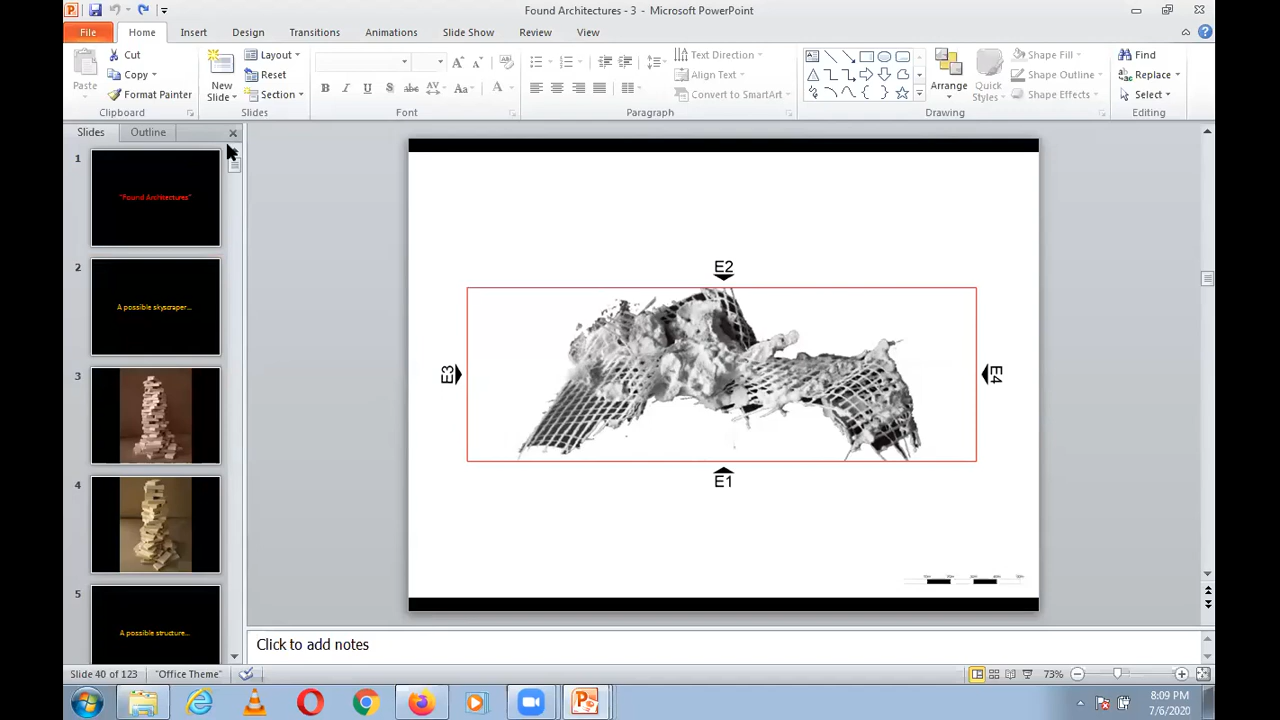 Found Architectures - 3 - Microsoft PowerPoint
File Home Insert Design Transitions Animations Slide Show Review View
Paste
Cut
Copy
Format Painter
Clipboard
New Slide
Layout
Reset
Section
Slides
B I U S abc AV Aa A
Font
Text Direction
Align Text
Convert to SmartArt
Paragraph
Arrange
Quick Styles
Shape Fill
Shape Outline
Shape Effects
Drawing
Find
Replace
Select
Editing
Slides Outline
1
"Found Architectures"
2
A possible skyscraper...
3
4
5
A possible structure...
E2
E3
E4
E1
Click to add notes
Slide 40 of 123 "Office Theme" 73%
8:09 PM
7/6/2020